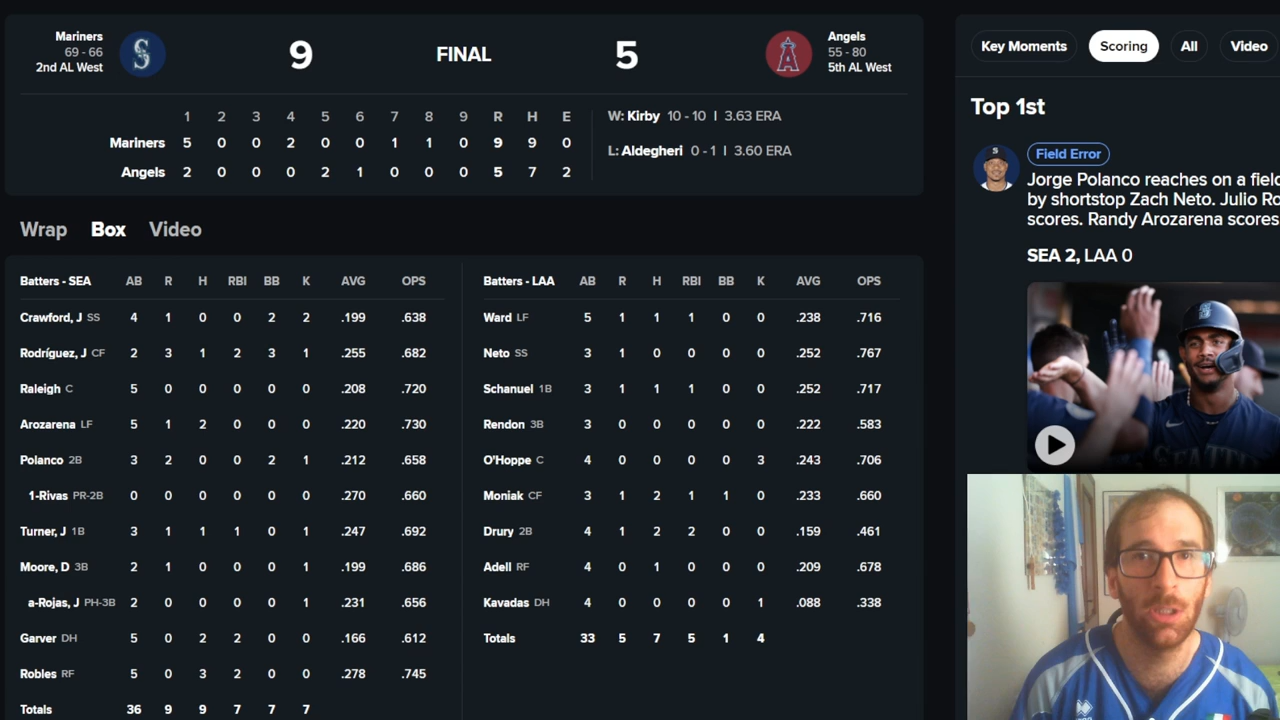 Mariners
69 - 66
2nd AL West
9
FINAL
5
Angels
55 - 80
5th AL West
1 2 3 4 5 6 7 8 9 R H E
Mariners 5 0 0 2 0 0 1 1 0 9 9 0
Angels 2 0 0 0 2 1 0 0 0 5 7 2
W: Kirby 10 - 10 | 3.63 ERA
L: Aldegheri 0 - 1 | 3.60 ERA
Wrap Box Video
Batters - SEA AB R H RBI BB K AVG OPS
Crawford, J SS 4 1 0 0 2 2 .199 .638
Rodríguez, J CF 2 3 1 2 3 1 .255 .682
Raleigh C 5 0 0 0 0 0 .208 .720
Arozarena LF 5 1 2 0 0 0 .220 .730
Polanco 2B 3 2 0 0 2 1 .212 .658
1-Rivas PR-2B 0 0 0 0 0 0 .270 .660
Turner, J 1B 3 1 1 1 0 1 .247 .692
Moore, D 3B 2 1 0 0 0 1 .199 .686
a-Rojas, J PH-3B 2 0 0 0 0 1 .231 .656
Garver DH 5 0 2 2 0 0 .166 .612
Robles RF 5 0 3 2 0 0 .278 .745
Totals 36 9 9 7 7 7
Batters - LAA AB R H RBI BB K AVG OPS
Ward LF 5 1 1 1 0 0 .238 .716
Neto SS 3 1 0 0 0 0 .252 .767
Schanuel 1B 3 1 1 1 0 0 .252 .717
Rendon 3B 3 0 0 0 0 0 .222 .583
O'Hoppe C 4 0 0 0 0 3 .243 .706
Moniak CF 3 1 2 1 1 0 .233 .660
Drury 2B 4 1 2 2 0 0 .159 .461
Adell RF 4 0 1 0 0 0 .209 .678
Kavadas DH 4 0 0 0 0 1 .088 .338
Totals 33 5 7 5 1 4
Key Moments Scoring All Video
Top 1st
Field Error
Jorge Polanco reaches on a field
by shortstop Zach Neto. Julio Ro
scores. Randy Arozarena scores
SEA 2, LAA 0